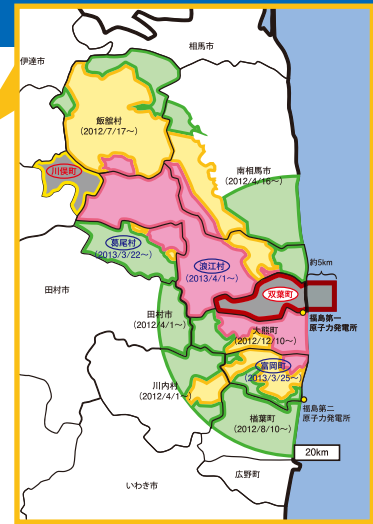 相馬市
伊達市
飯館村
(2012/7/17〜)
川俣町
南相馬市
(2012/4/16〜)
葛尾村
(2013/3/22〜)
浪江村
(2013/4/1〜)
約5km
双葉町
田村市
田村市
(2012/4/1〜)
福島第一
原子力発電所
大熊町
(2012/12/10〜)
富岡町
(2013/3/25〜)
川内村
(2012/4/1〜)
福島第二
原子力発電所
楢葉町
(2012/8/10〜)
20km
広野町
いわき市